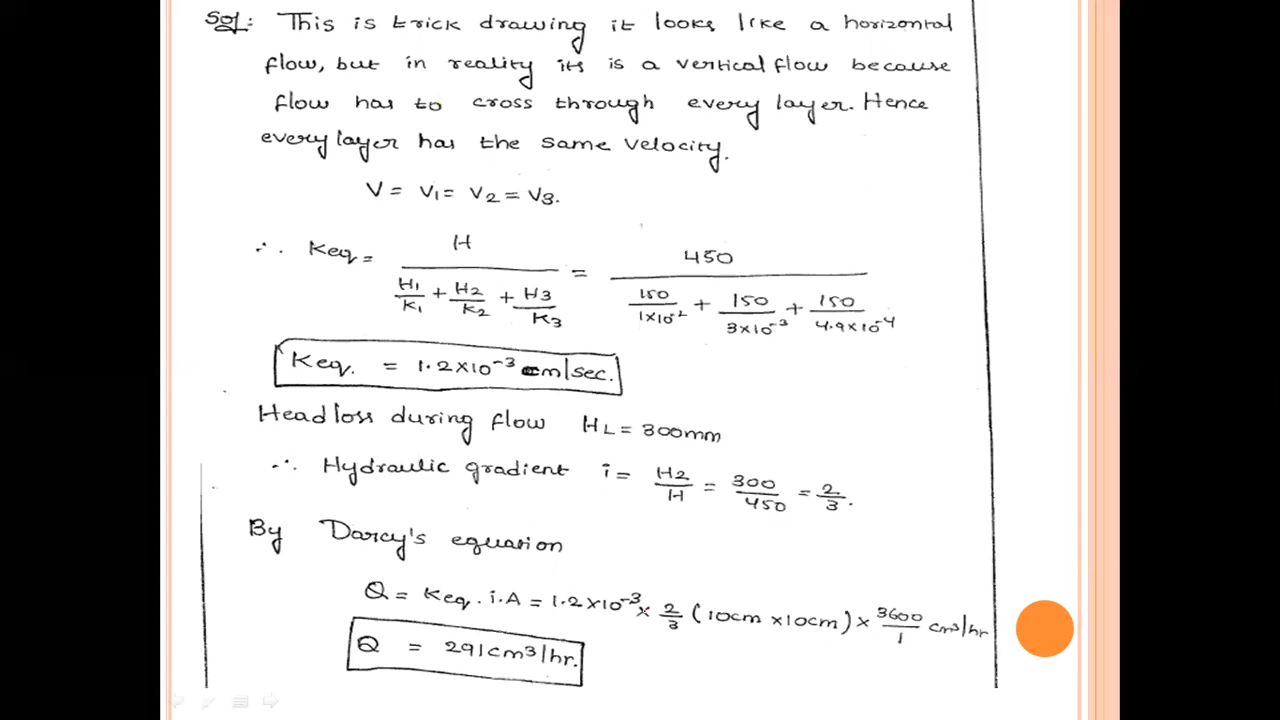 Sol: This is trick drawing it looks like a horizontal
flow, but in reality its is a vertical flow because
flow has to cross through every layer. Hence
every layer has the same velocity.
V = V1 = V2 = V3.
∴ Keq = H / (H1/K1 + H2/K2 + H3/K3) = 450 / (150/1×10⁻² + 150/3×10⁻³ + 150/4.9×10⁻⁴)
Keq. = 1.2×10⁻³ cm/sec.
Head loss during flow HL = 300mm
∴ Hydraulic gradient i = H2/H = 300/450 = 2/3.
By Darcy's equation
Q = Keq. i.A = 1.2×10⁻³ × 2/3 (10cm × 10cm) × 3600/1 cm³/hr
Q = 291cm³/hr.